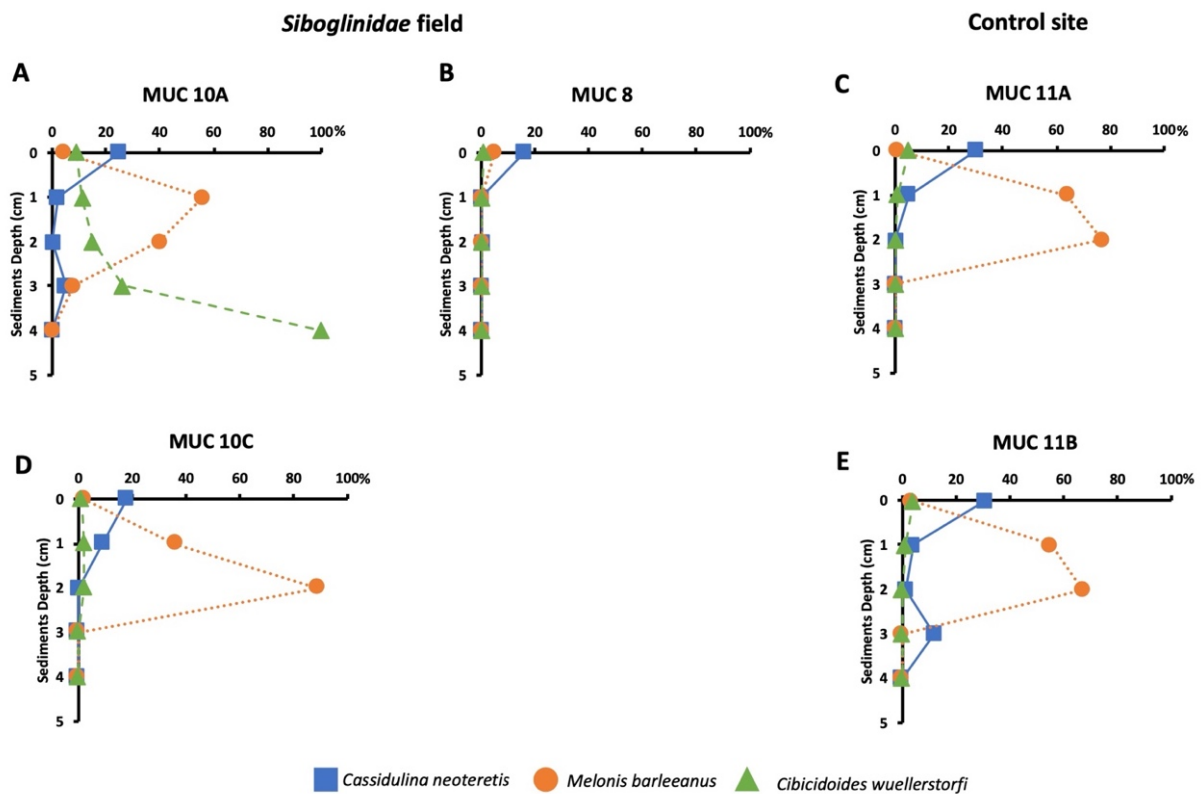 Siboglinidae field
Control site
A
MUC 10A
0 20 40 60 80 100%
0
1
2
3
4
5
Sediments Depth (cm)
B
MUC 8
0 20 40 60 80 100%
0
1
2
3
4
5
Sediments Depth (cm)
C
MUC 11A
0 20 40 60 80 100%
0
1
2
3
4
5
Sediments Depth (cm)
D
MUC 10C
0 20 40 60 80 100%
0
1
2
3
4
5
Sediments Depth (cm)
E
MUC 11B
0 20 40 60 80 100%
0
1
2
3
4
5
Sediments Depth (cm)
Cassidulina neoteretis Melonis barleeanus Cibicidoides wuellerstorfi